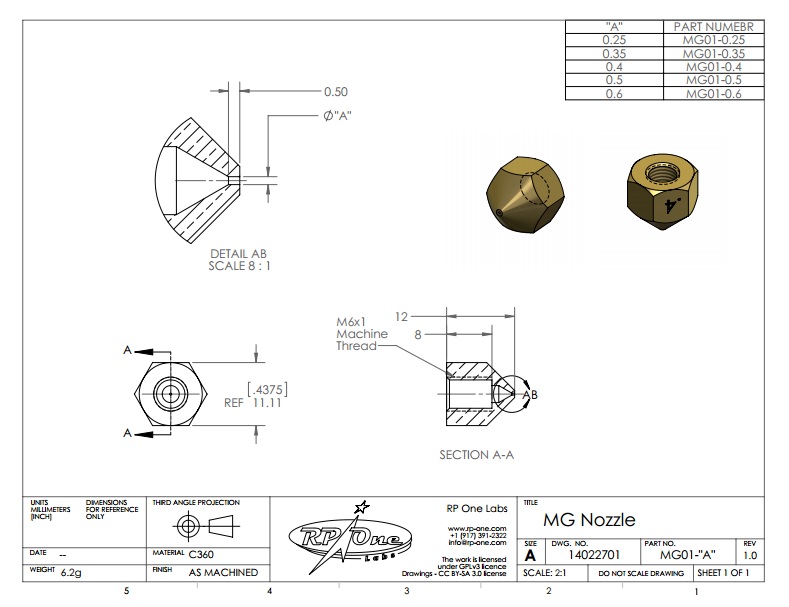 "A" PART NUMEBR
0.25 MG01-0.25
0.35 MG01-0.35
0.4 MG01-0.4
0.5 MG01-0.5
0.6 MG01-0.6
0.50
Ø"A"
DETAIL AB
SCALE 8 : 1
.4
A
A
[.4375]
REF 11.11
M6x1
Machine
Thread
12
8
AB
SECTION A-A
UNITS
MILLIMETERS
[INCH]
DIMENSIONS
FOR REFERENCE
ONLY
THIRD ANGLE PROJECTION
DATE --
MATERIAL C360
WEIGHT 6.2g
FINISH AS MACHINED
RP One
Labs
RP One Labs
www.rp-one.com
+1 (917) 391-2322
info@rp-one.com
The work is licensed
under GPLv3 licence
Drawings - CC BY-SA 3.0 license
TITLE
MG Nozzle
SIZE
A
DWG. NO.
14022701
PART NO.
MG01-"A"
REV
1.0
SCALE: 2:1
DO NOT SCALE DRAWING
SHEET 1 OF 1
5 4 3 2 1